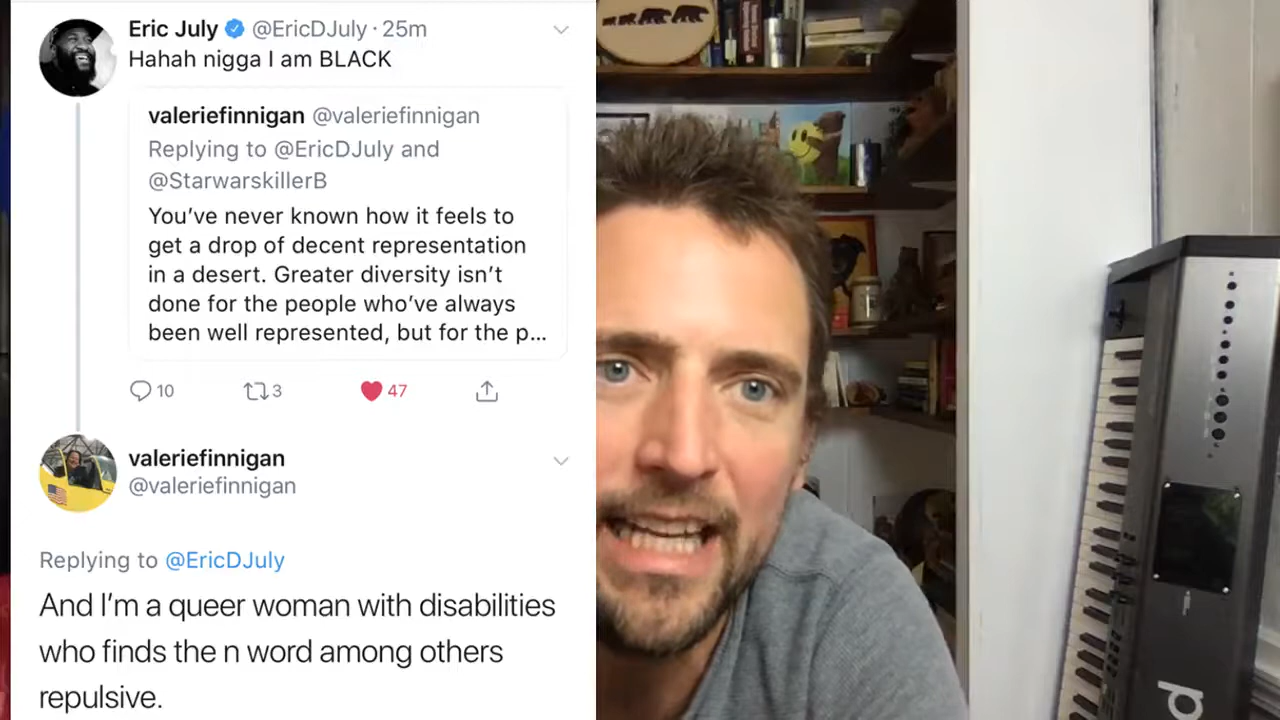 Eric July @EricDJuly · 25m
Hahah nigga I am BLACK
valeriefinnigan @valeriefinnigan
Replying to @EricDJuly and
@StarwarskillerB
You’ve never known how it feels to
get a drop of decent representation
in a desert. Greater diversity isn’t
done for the people who’ve always
been well represented, but for the p...
10 3 47
valeriefinnigan
@valeriefinnigan
Replying to @EricDJuly
And I’m a queer woman with disabilities
who finds the n word among others
repulsive.